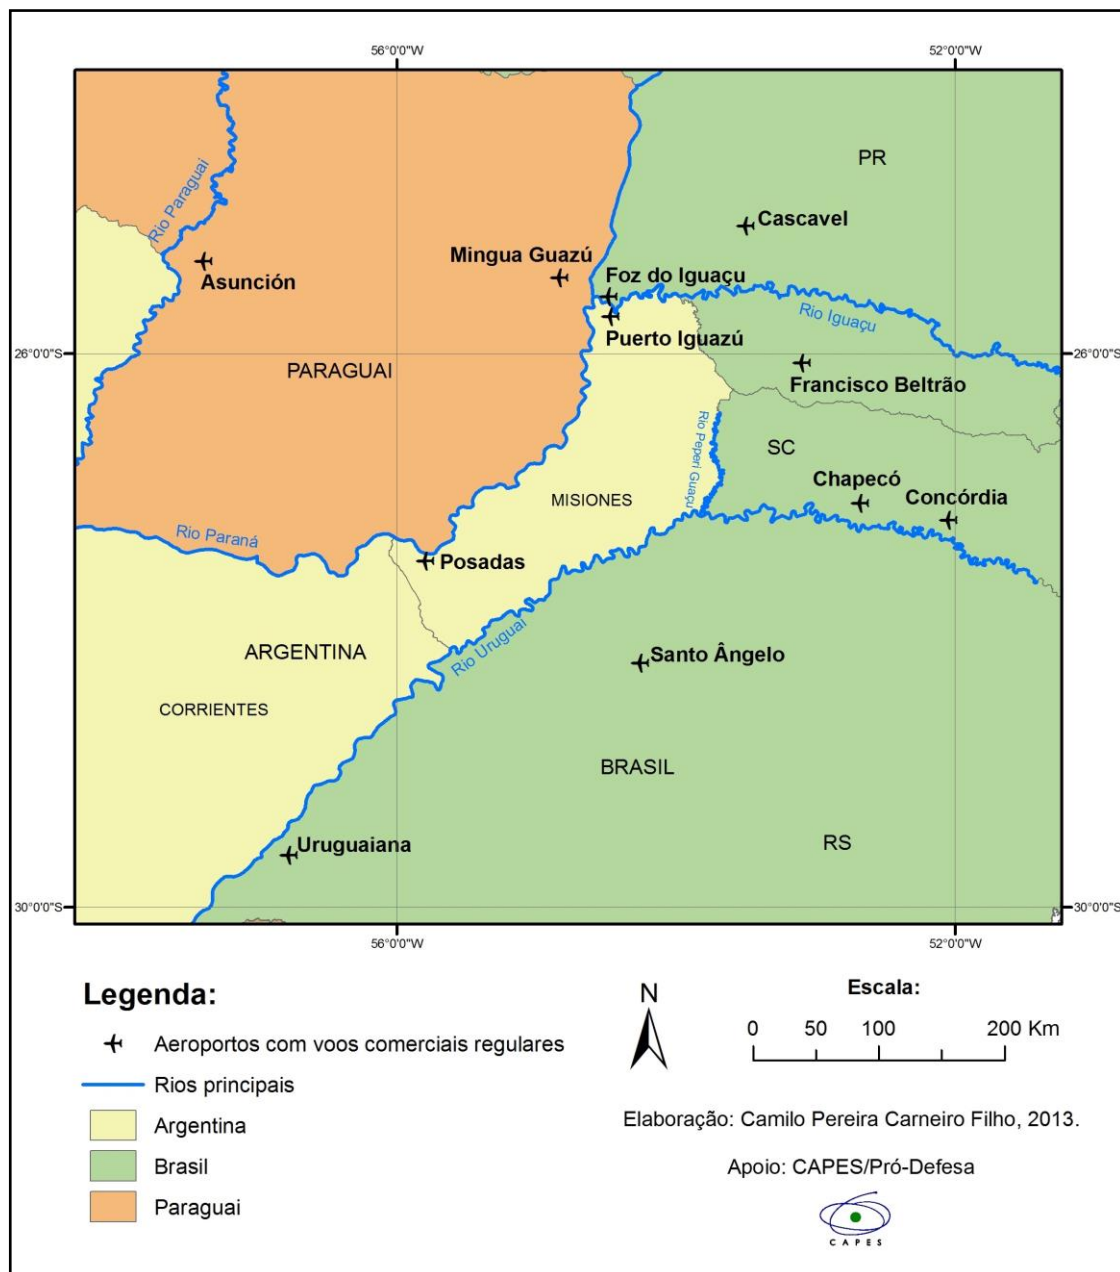 56°0'0"W
52°0'0"W
PR
Rio Paraguai
Cascavel
Mingua Guazú
Foz do Iguaçu
Asunción
Rio Iguaçu
Puerto Iguazú
26°0'0"S
26°0'0"S
PARAGUAI
Francisco Beltrão
Rio Peperi Guaçu
SC
Chapecó
Concórdia
MISIONES
Rio Paraná
Posadas
Rio Uruguai
ARGENTINA
Santo Ângelo
CORRIENTES
BRASIL
Uruguaiana
RS
30°0'0"S
30°0'0"S
56°0'0"W
52°0'0"W
Legenda:
Aeroportos com voos comerciais regulares
Rios principais
Argentina
Brasil
Paraguai
N
Escala:
0 50 100 200 Km
Elaboração: Camilo Pereira Carneiro Filho, 2013.
Apoio: CAPES/Pró-Defesa
CAPES